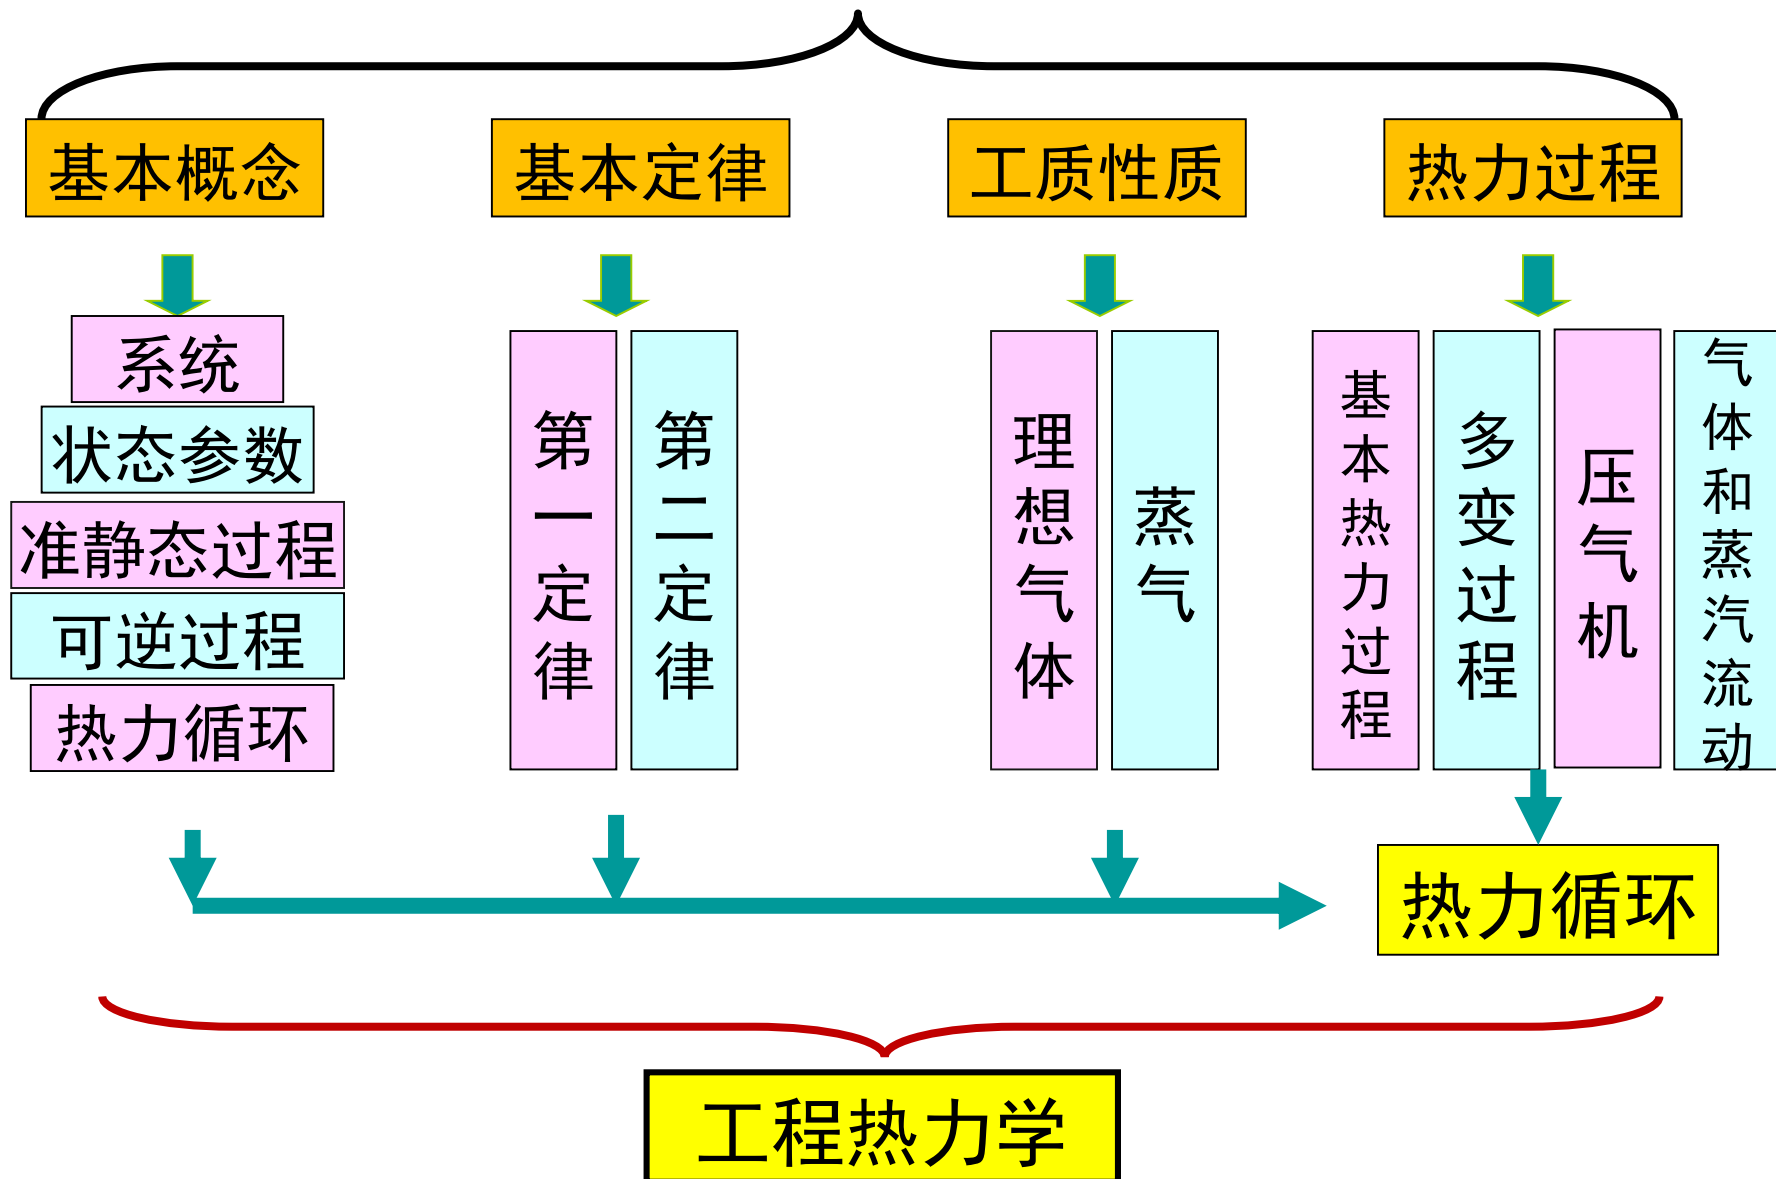 基本概念
基本定律
工质性质
热力过程
系统
状态参数
准静态过程
可逆过程
热力循环
第一定律
第二定律
理想气体
蒸气
基本热力过程
多变过程
压气机
气体和蒸汽流动
热力循环
工程热力学